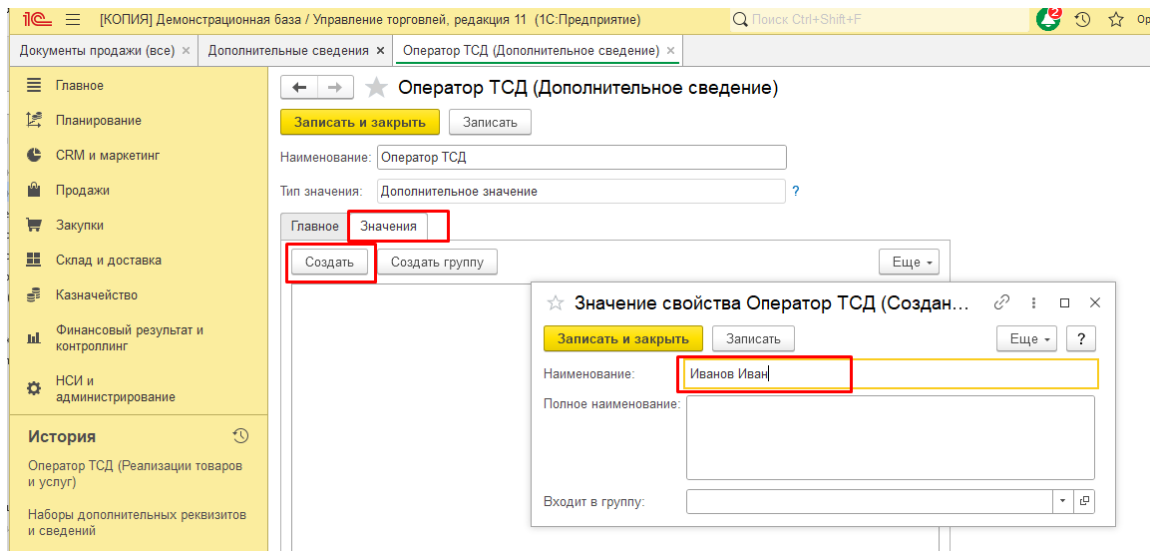 1С [КОПИЯ] Демонстрационная база / Управление торговлей, редакция 11 (1С:Предприятие) Поиск Ctrl+Shift+F 2
Документы продажи (все) × Дополнительные сведения × Оператор ТСД (Дополнительное сведение) ×
Главное
Планирование
CRM и маркетинг
Продажи
Закупки
Склад и доставка
Казначейство
Финансовый результат и
контроллинг
НСИ и
администрирование
История
Оператор ТСД (Реализации товаров
и услуг)
Наборы дополнительных реквизитов
и сведений
Оператор ТСД (Дополнительное сведение)
Записать и закрыть Записать
Наименование: Оператор ТСД
Тип значения: Дополнительное значение ?
Главное Значения
Создать Создать группу Еще
Значение свойства Оператор ТСД (Создан...
Записать и закрыть Записать Еще ?
Наименование: Иванов Иван
Полное наименование:
Входит в группу: